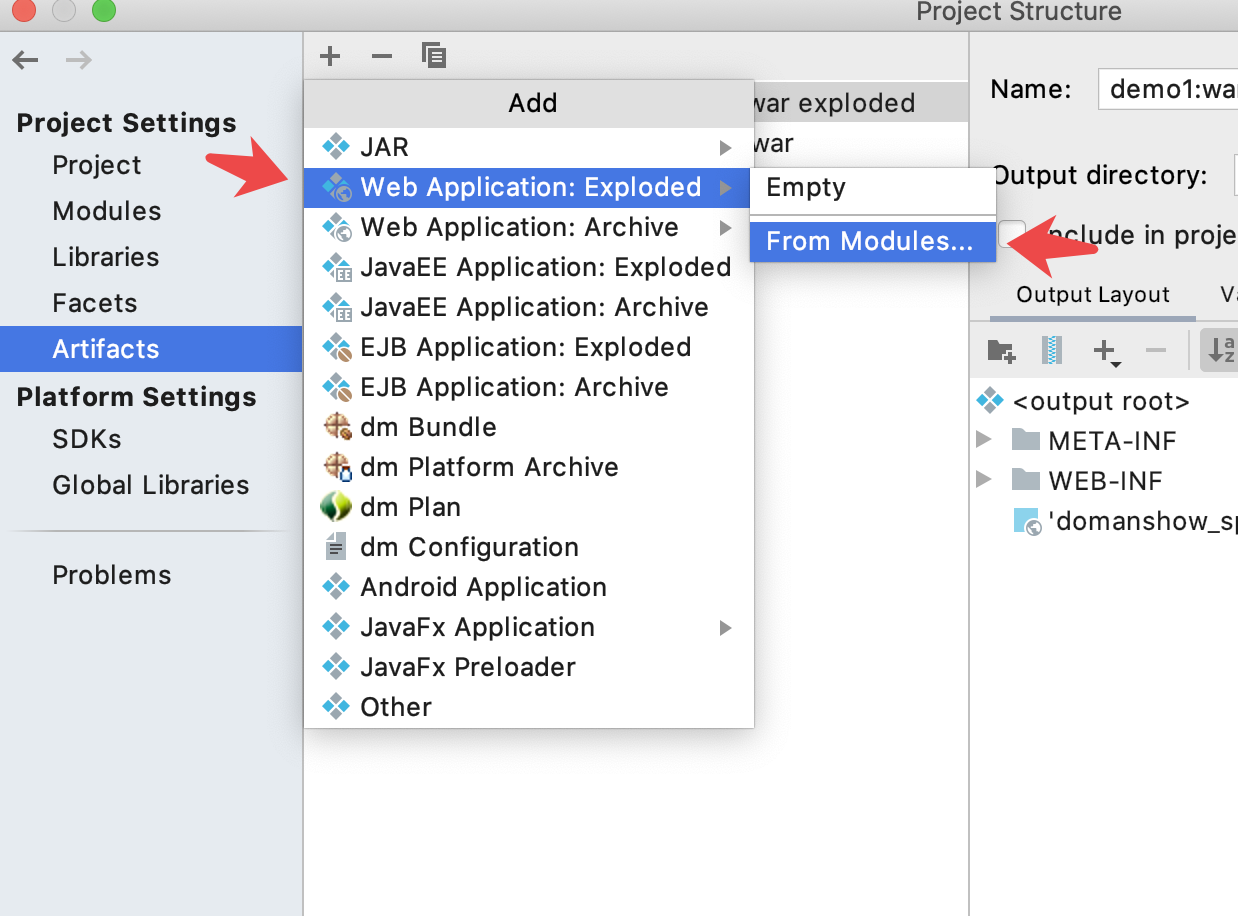 Project Structure
Project Settings
Project
Modules
Libraries
Facets
Artifacts
Platform Settings
SDKs
Global Libraries
Problems
Add
JAR
Web Application: Exploded
Web Application: Archive
JavaEE Application: Exploded
JavaEE Application: Archive
EJB Application: Exploded
EJB Application: Archive
dm Bundle
dm Platform Archive
dm Plan
dm Configuration
Android Application
JavaFx Application
JavaFx Preloader
Other
war exploded
war
Empty
From Modules...
Name: demo1:war
Output directory:
nclude in proje
Output Layout
<output root>
META-INF
WEB-INF
'domanshow_sp